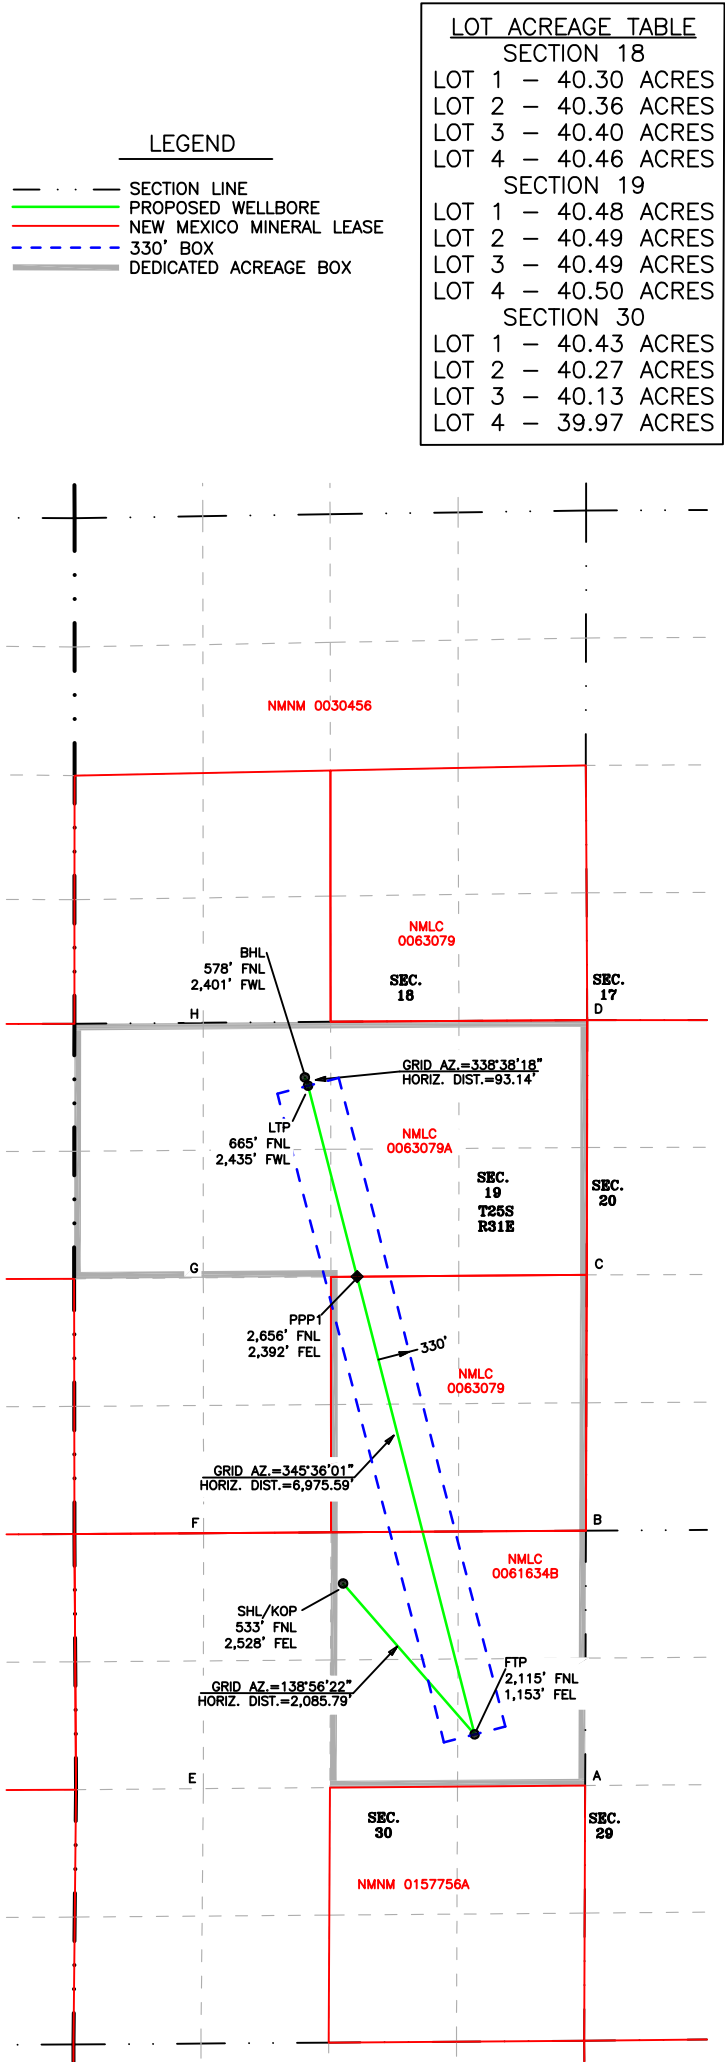 LOT ACREAGE TABLE
SECTION 18
LOT 1 – 40.30 ACRES
LOT 2 – 40.36 ACRES
LOT 3 – 40.40 ACRES
LOT 4 – 40.46 ACRES
SECTION 19
LOT 1 – 40.48 ACRES
LOT 2 – 40.49 ACRES
LOT 3 – 40.49 ACRES
LOT 4 – 40.50 ACRES
SECTION 30
LOT 1 – 40.43 ACRES
LOT 2 – 40.27 ACRES
LOT 3 – 40.13 ACRES
LOT 4 – 39.97 ACRES
LEGEND
SECTION LINE
PROPOSED WELLBORE
NEW MEXICO MINERAL LEASE
330' BOX
DEDICATED ACREAGE BOX
NMNM 0030456
NMLC
0063079
BHL
578' FNL
2,401' FWL
SEC.
18
SEC.
17
H
D
GRID AZ.=338°38'18"
HORIZ. DIST.=93.14'
LTP
665' FNL
2,435' FWL
NMLC
0063079A
SEC.
19
T25S
R31E
SEC.
20
G
C
PPP1
2,656' FNL
2,392' FEL
330'
NMLC
0063079
GRID AZ.=345°36'01"
HORIZ. DIST.=6,975.59'
F
B
NMLC
0061634B
SHL/KOP
533' FNL
2,528' FEL
FTP
2,115' FNL
1,153' FEL
GRID AZ.=138°56'22"
HORIZ. DIST.=2,085.79'
E
A
SEC.
30
SEC.
29
NMNM 0157756A